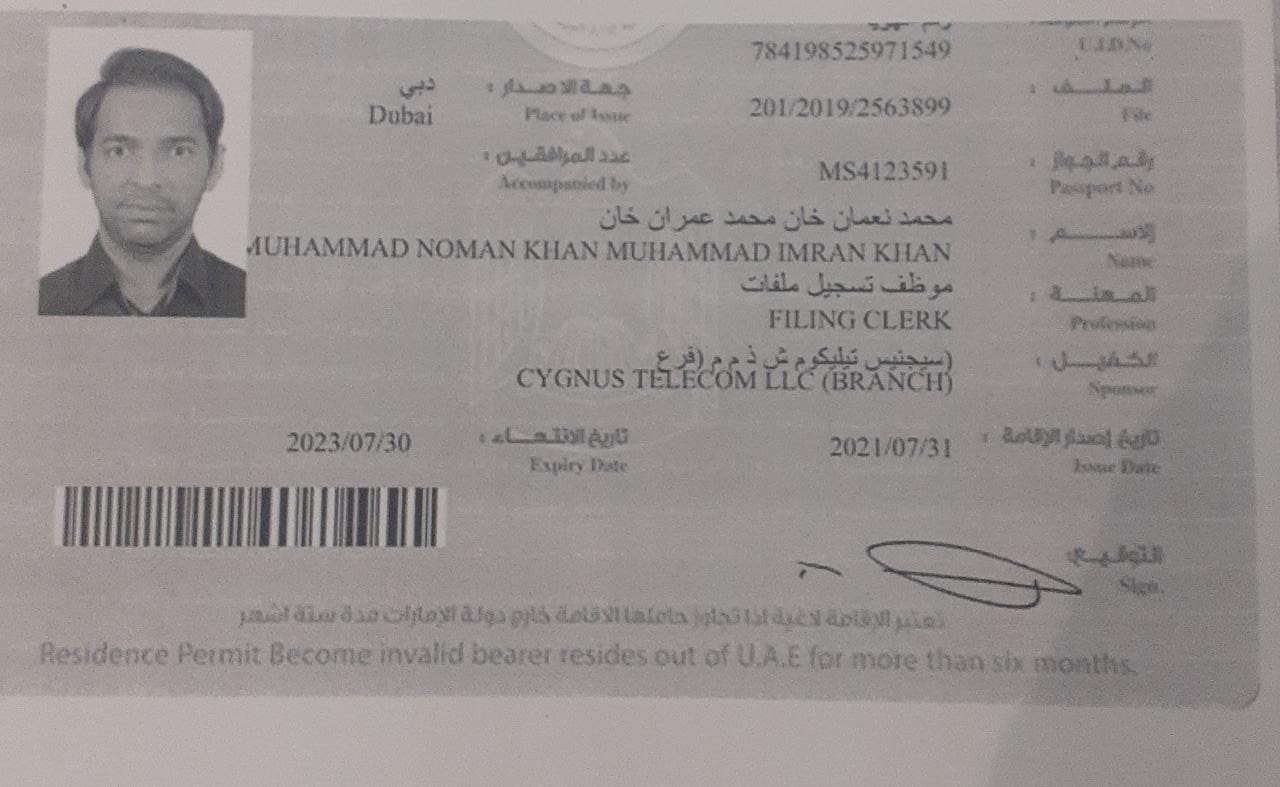 784198525971549 U.I.D.No
دبي جهة الاصدار : الملف :
Dubai Place of Issue 201/2019/2563899 File
عدد المرافقين : رقم الجواز :
Accompanied by MS4123591 Passport No
محمد نعمان خان محمد عمران خان الاسم :
MUHAMMAD NOMAN KHAN MUHAMMAD IMRAN KHAN Name
موظف تسجيل ملفات المهنة :
FILING CLERK Profession
(سيجنيس تيليكوم ش ذ م م (فرع الكفيل :
CYGNUS TELECOM LLC (BRANCH) Sponsor
2023/07/30 تاريخ الانتهاء : 2021/07/31 تاريخ إصدار الإقامة :
Expiry Date Issue Date
التوقيع:
Sign.
تعتبر الإقامة لاغية اذا تجاوز حاملها الاقامة خارج دولة الامارات مدة ستة اشهر
Residence Permit Become invalid bearer resides out of U.A.E for more than six months.